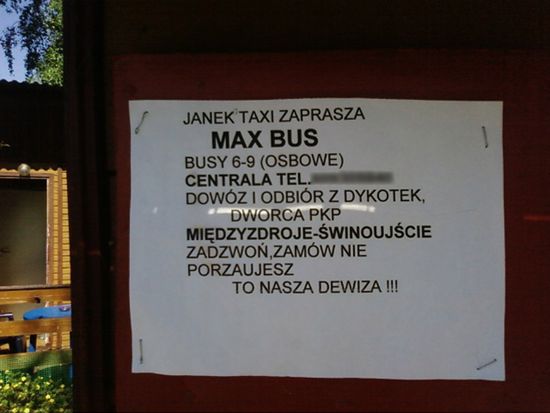 JANEK TAXI ZAPRASZA
MAX BUS
BUSY 6-9 (OSBOWE)
CENTRALA TEL.
DOWÓZ I ODBIÓR Z DYKOTEK,
DWORCA PKP
MIĘDZYZDROJE-ŚWINOUJŚCIE
ZADZWOŃ,ZAMÓW NIE
PORZAUJESZ
TO NASZA DEWIZA !!!